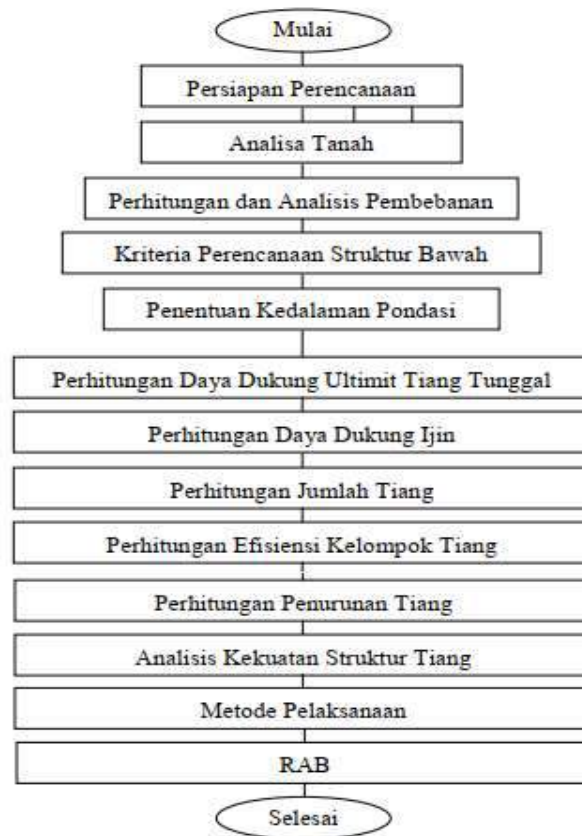 Mulai
Persiapan Perencanaan
Analisa Tanah
Perhitungan dan Analisis Pembebanan
Kriteria Perencanaan Struktur Bawah
Penentuan Kedalaman Pondasi
Perhitungan Daya Dukung Ultimit Tiang Tunggal
Perhitungan Daya Dukung Ijin
Perhitungan Jumlah Tiang
Perhitungan Efisiensi Kelompok Tiang
Perhitungan Penurunan Tiang
Analisis Kekuatan Struktur Tiang
Metode Pelaksanaan
RAB
Selesai